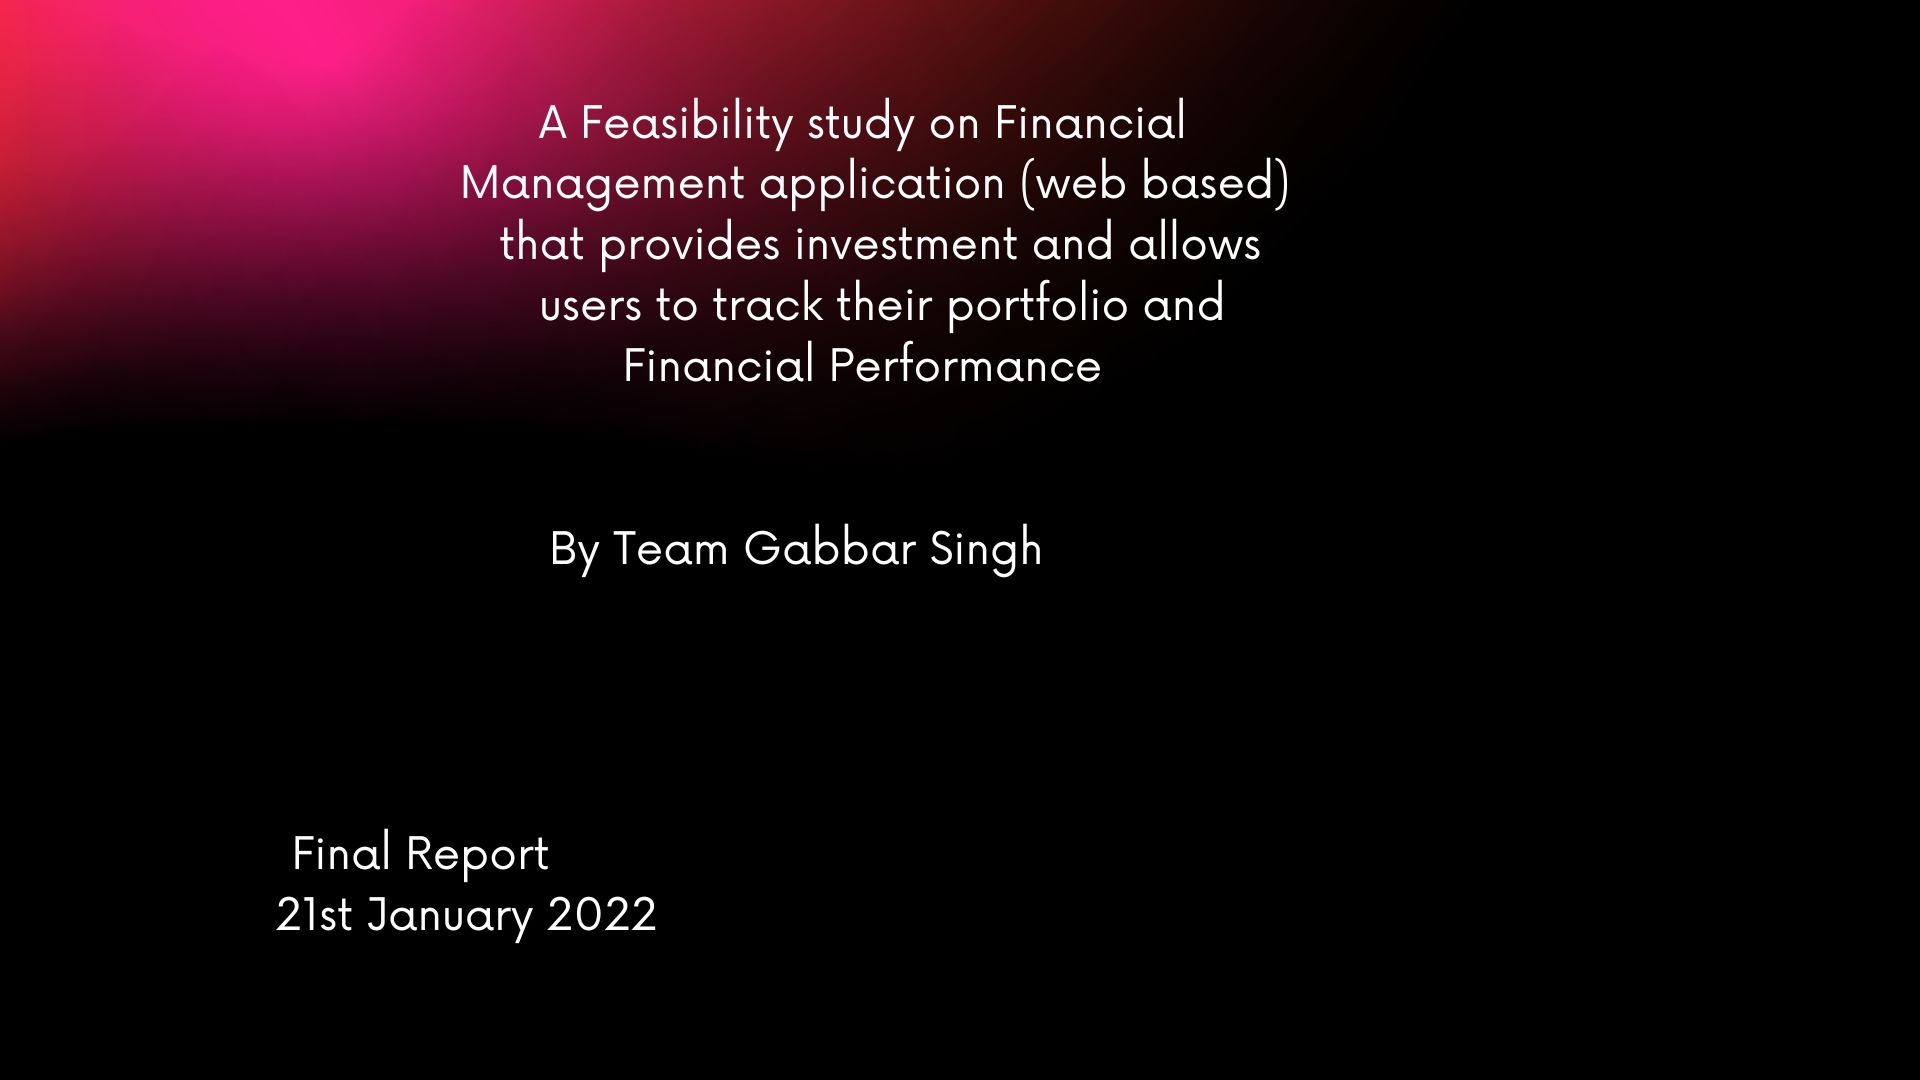 A Feasibility study on Financial
Management application (web based)
that provides investment and allows
users to track their portfolio and
Financial Performance
By Team Gabbar Singh
Final Report
21st January 2022